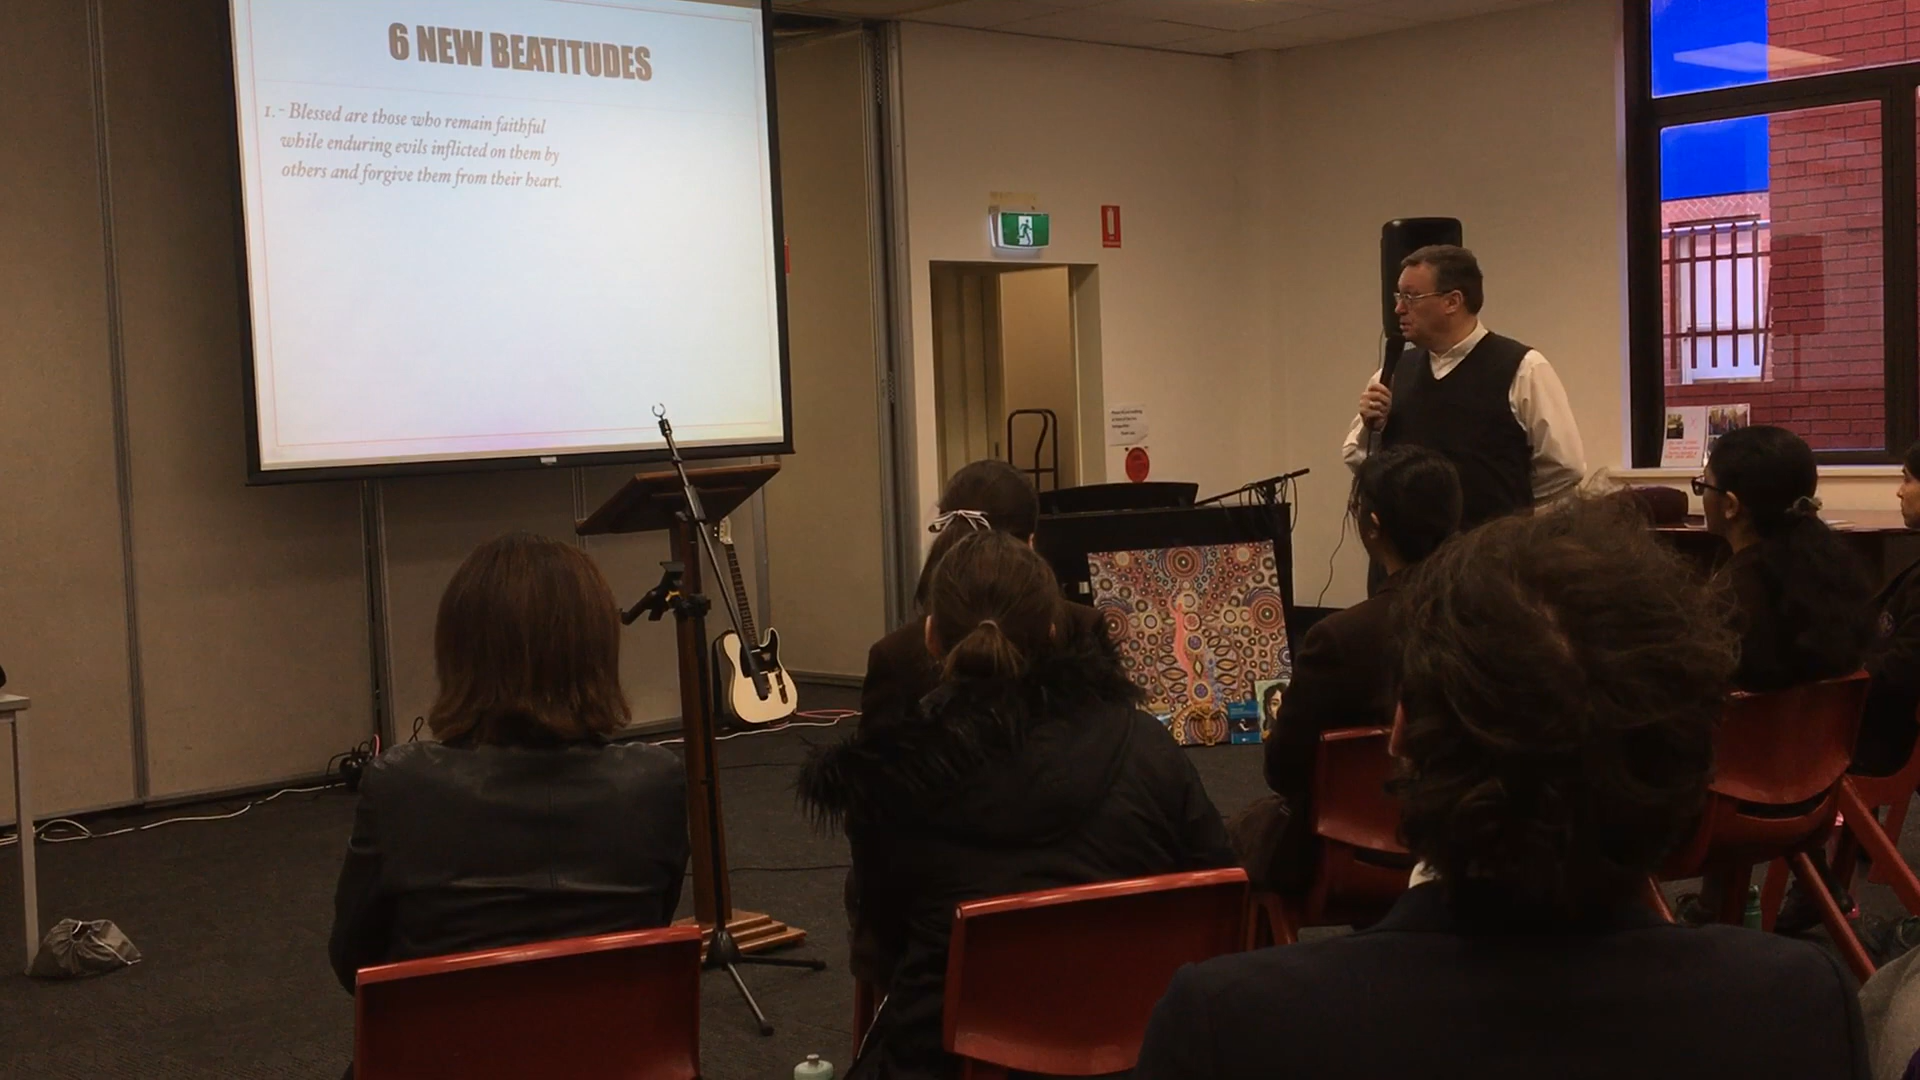 6 NEW BEATITUDES
1. - Blessed are those who remain faithful
while enduring evils inflicted on them by
others and forgive them from their heart.